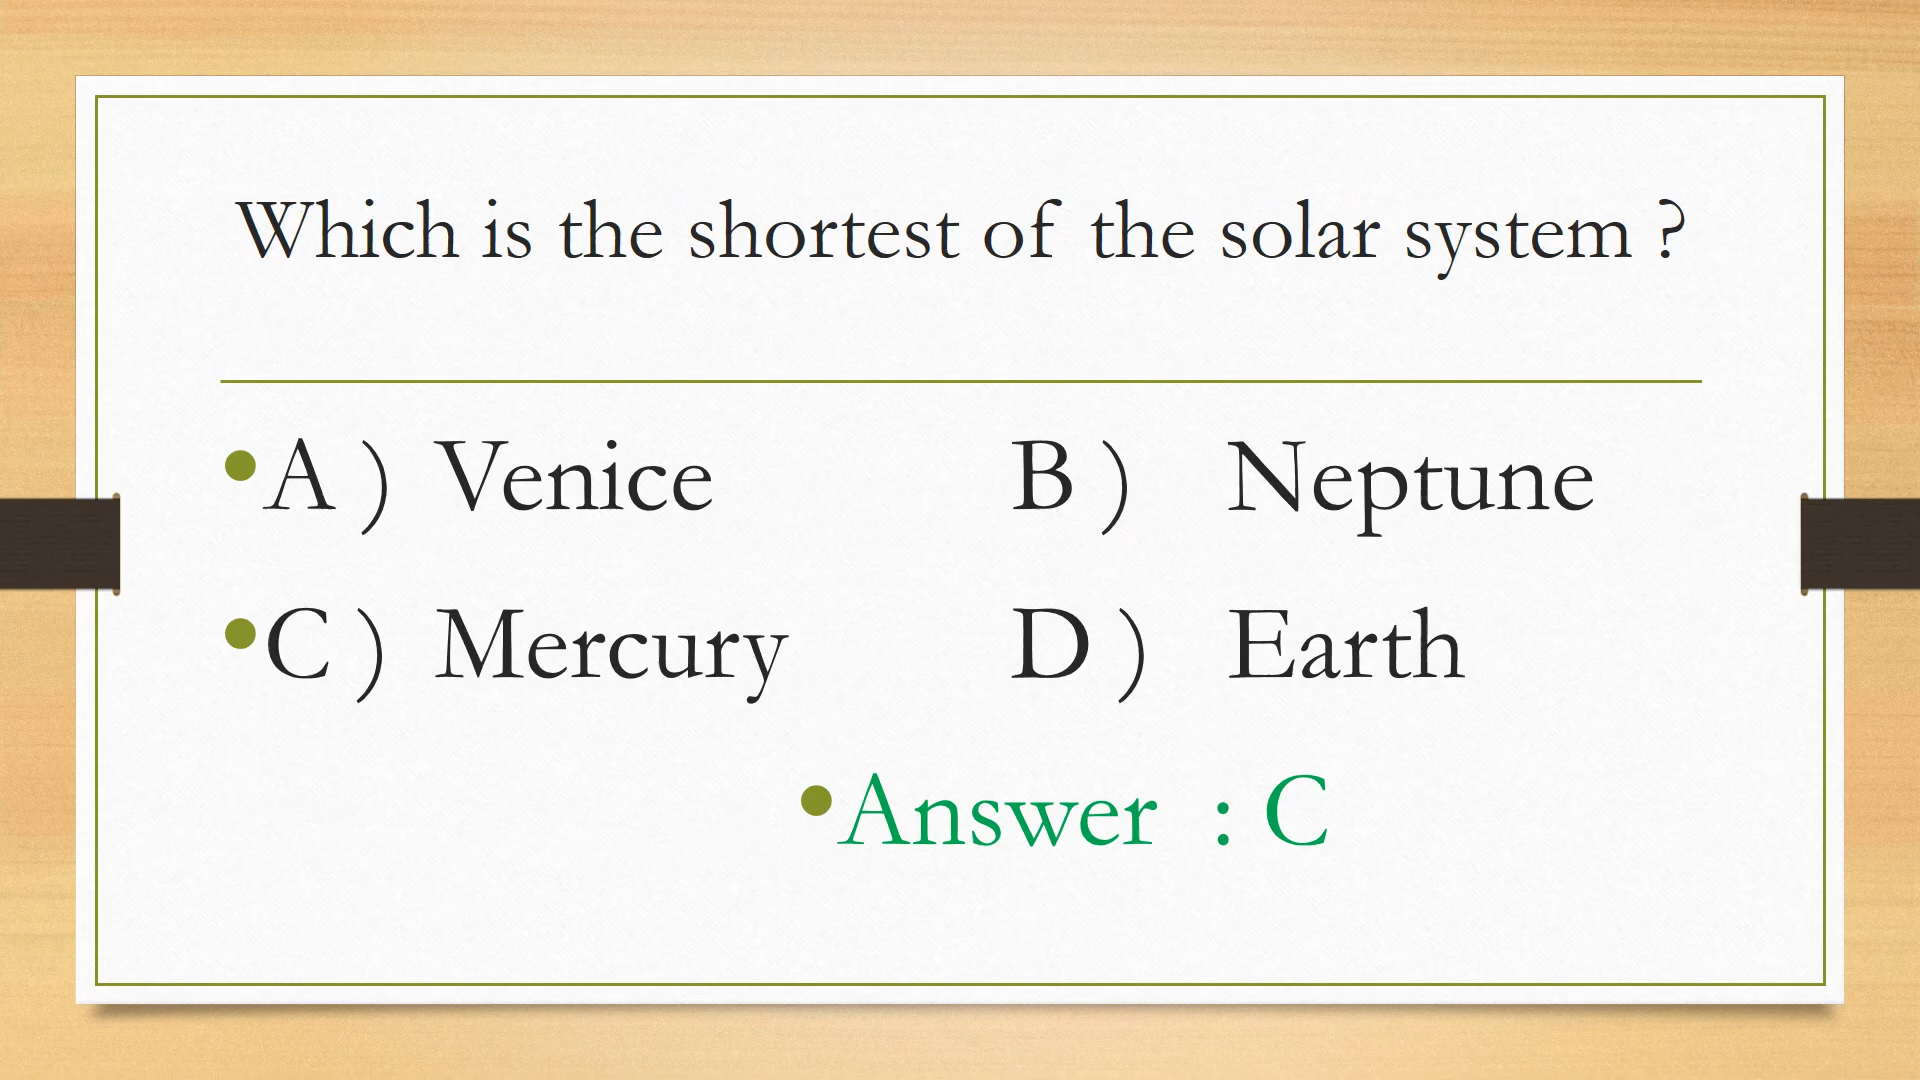 Which is the shortest of the solar system ?
A ) Venice B ) Neptune
C ) Mercury D ) Earth
Answer : C